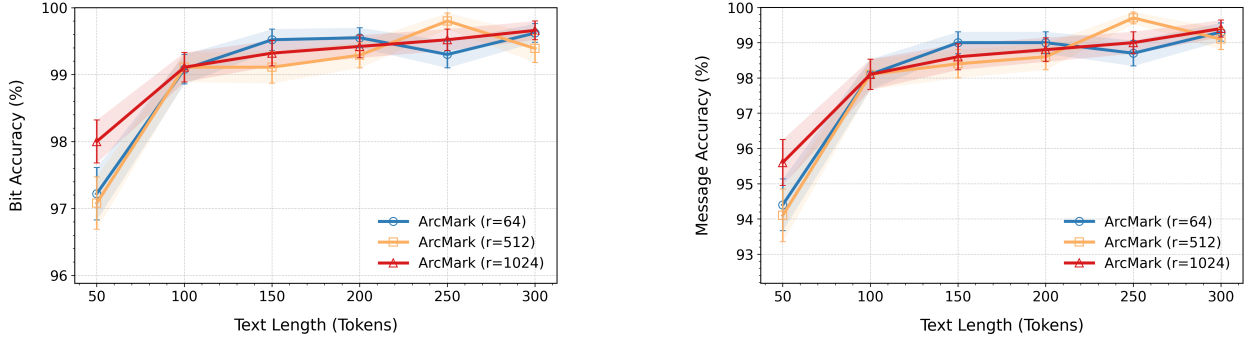 100
99
98
97
96
Bit Accuracy (%)
50 100 150 200 250 300
Text Length (Tokens)
ArcMark (r=64)
ArcMark (r=512)
ArcMark (r=1024)
100
99
98
97
96
95
94
93
Message Accuracy (%)
50 100 150 200 250 300
Text Length (Tokens)
ArcMark (r=64)
ArcMark (r=512)
ArcMark (r=1024)